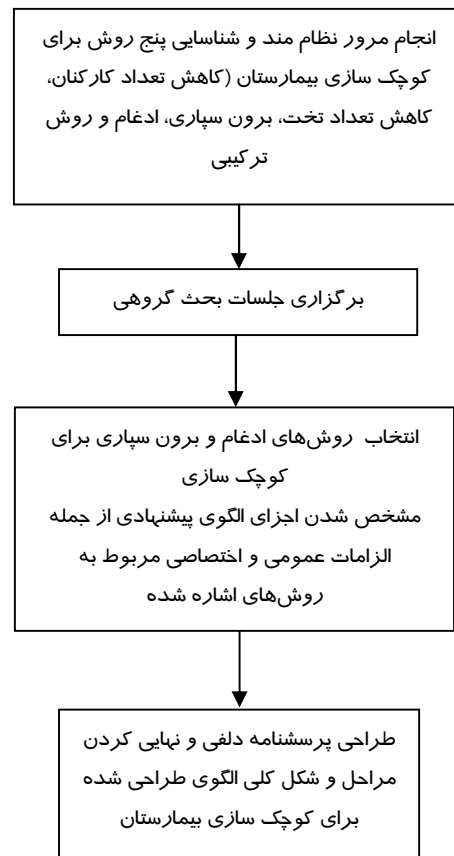 انجام مرور نظام مند و شناسایی پنج روش برای
کوچک سازی بیمارستان (کاهش تعداد کارکنان،
کاهش تعداد تخت، برون سپاری، ادغام و روش
ترکیبی
برگزاری جلسات بحث گروهی
انتخاب روش‌های ادغام و برون سپاری برای
کوچک سازی
مشخص شدن اجزای الگوی پیشنهادی از جمله
الزامات عمومی و اختصاصی مربوط به
روش‌های اشاره شده
طراحی پرسشنامه دلفی و نهایی کردن
مراحل و شکل کلی الگوی طراحی شده
برای کوچک سازی بیمارستان